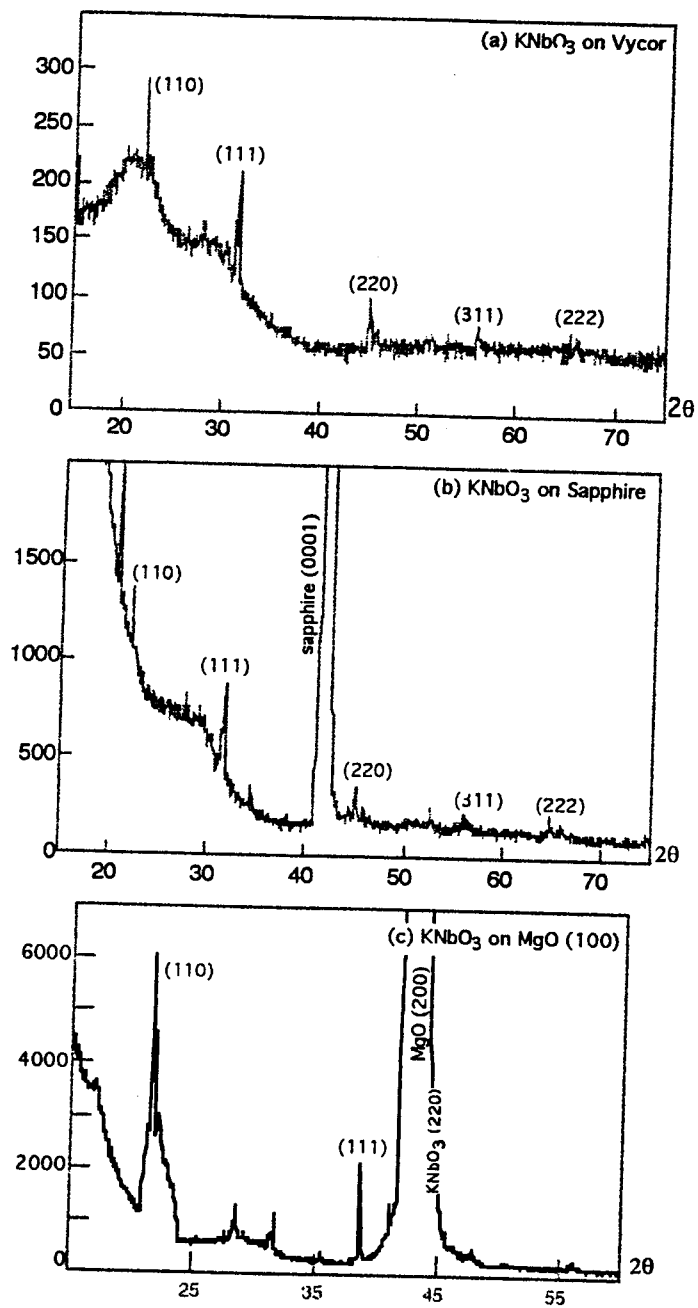 (a) KNbO₃ on Vycor
300
(110)
250
(111)
200
150
(220)
100
(311)
(222)
50
0
2θ
20 30 40 50 60 70
(b) KNbO₃ on Sapphire
sapphire (0001)
1500
(110)
1000
(111)
500
(220)
(311)
(222)
0
2θ
20 30 40 50 60 70
(c) KNbO₃ on MgO (100)
6000
(110)
MgO (200)
4000
KNbO₃ (220)
(111)
2000
0
2θ
25 35 45 55